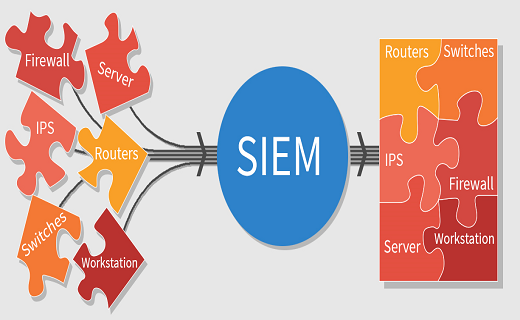 Firewall
Server
IPS
Routers
Switches
Workstation
SIEM
Routers
Switches
IPS
Firewall
Server
Workstation